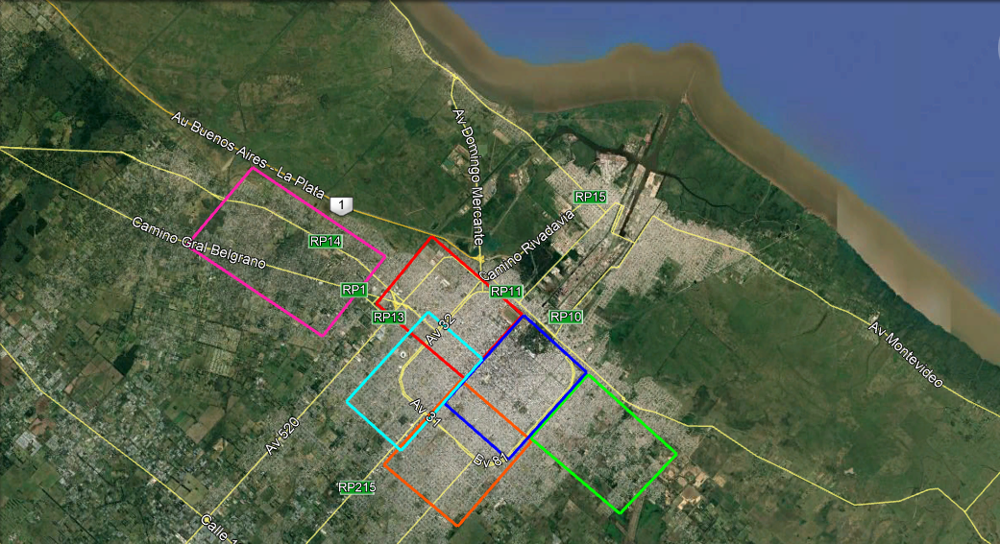 Au Buenos Aires - La Plata
Av Domingo Mercante
1
RP15
RP14
Camino Gral Belgrano
Camino Rivadavia
RP1
RP11
RP13
RP10
Av 32
Av Montevideo
Av 31
Av 520
Bv 81
RP215
Calle 1